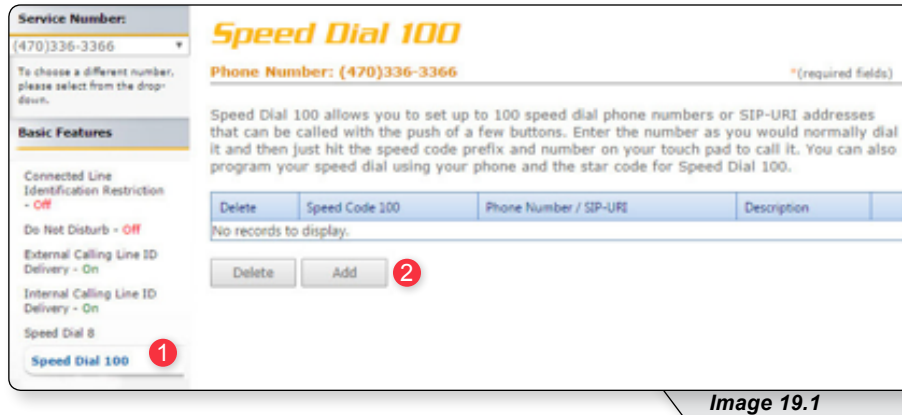 Service Number:
(470)336-3366
To choose a different number,
please select from the drop-
down.
Basic Features
Connected Line
Identification Restriction
- Off
Do Not Disturb - Off
External Calling Line ID
Delivery - On
Internal Calling Line ID
Delivery - On
Speed Dial 8
Speed Dial 100
1
Speed Dial 100
Phone Number: (470)336-3366 *(required fields)
Speed Dial 100 allows you to set up to 100 speed dial phone numbers or SIP-URI addresses
that can be called with the push of a few buttons. Enter the number as you would normally dial
it and then just hit the speed code prefix and number on your touch pad to call it. You can also
program your speed dial using your phone and the star code for Speed Dial 100.
Delete Speed Code 100 Phone Number / SIP-URI Description
No records to display.
Delete Add 2
Image 19.1